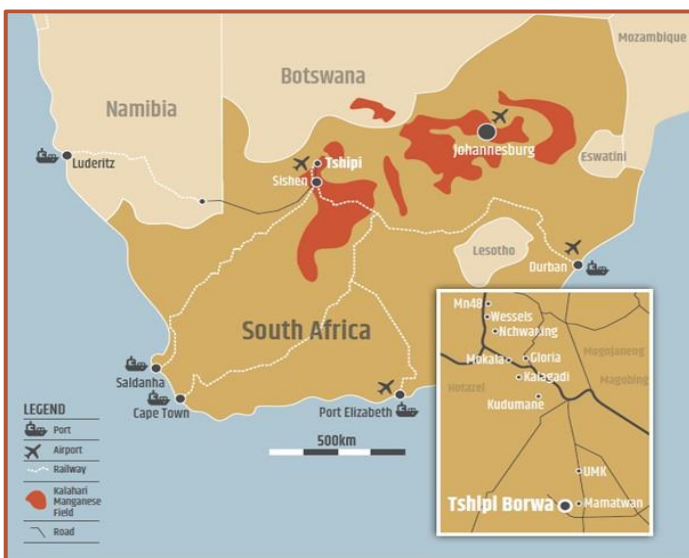 Mozambique
Botswana
Namibia
Johannesburg
Eswatini
Luderitz
Tshipi
Sishen
Lesotho
Durban
South Africa
Saldanha
Cape Town
Port Elizabeth
500km
LEGEND
Port
Airport
Railway
Kalahari
Manganese
Field
Road
Mn48
Wessels
Nchwaning
Mokala
Gloria
Mogojaneng
Kalagadi
Magobing
Hotazel
Kudumane
UMK
Tshipi Borwa
Mamatwan